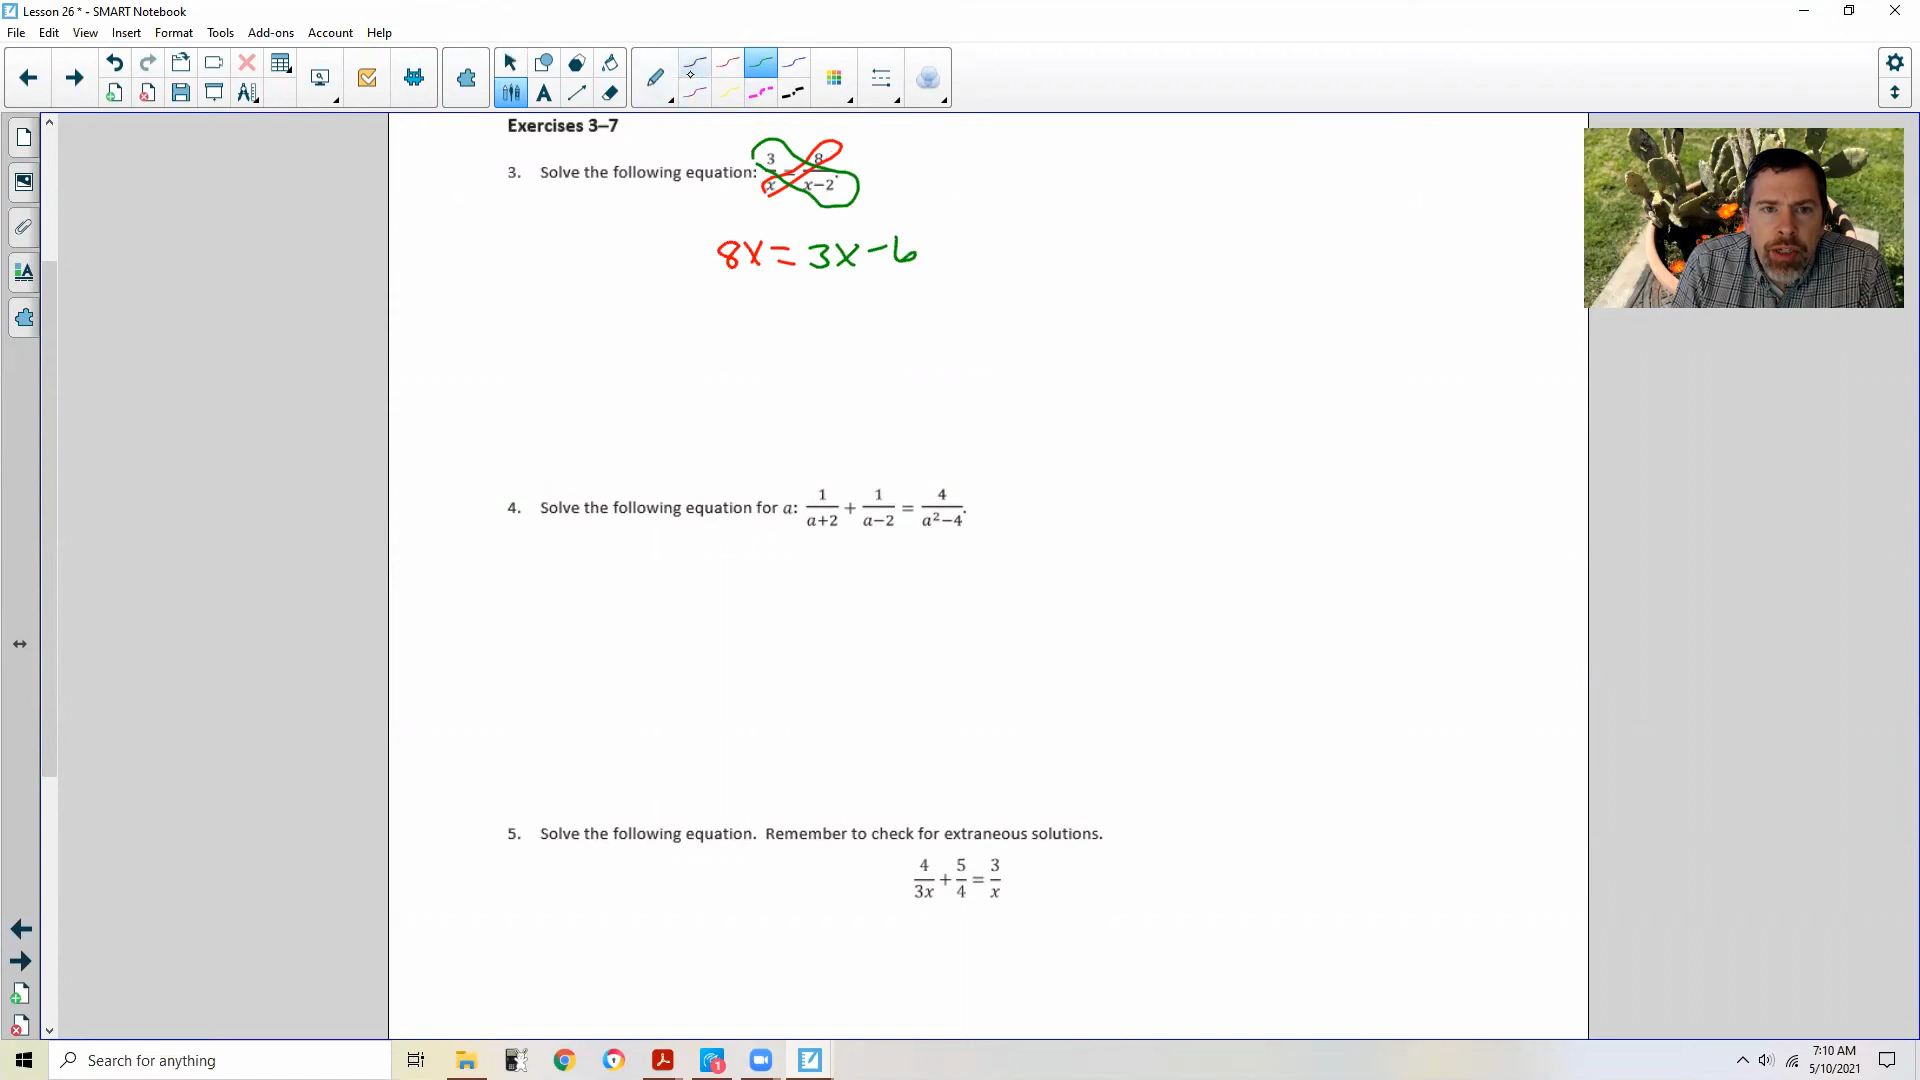 Lesson 26 * - SMART Notebook
File Edit View Insert Format Tools Add-ons Account Help
Exercises 3–7
3. Solve the following equation: 3/x = 8/(x−2).
8x = 3x − 6
4. Solve the following equation for a: 1/(a+2) + 1/(a−2) = 4/(a²−4).
5. Solve the following equation. Remember to check for extraneous solutions.
4/(3x) + 5/4 = 3/x
Search for anything
1
7:10 AM
5/10/2021